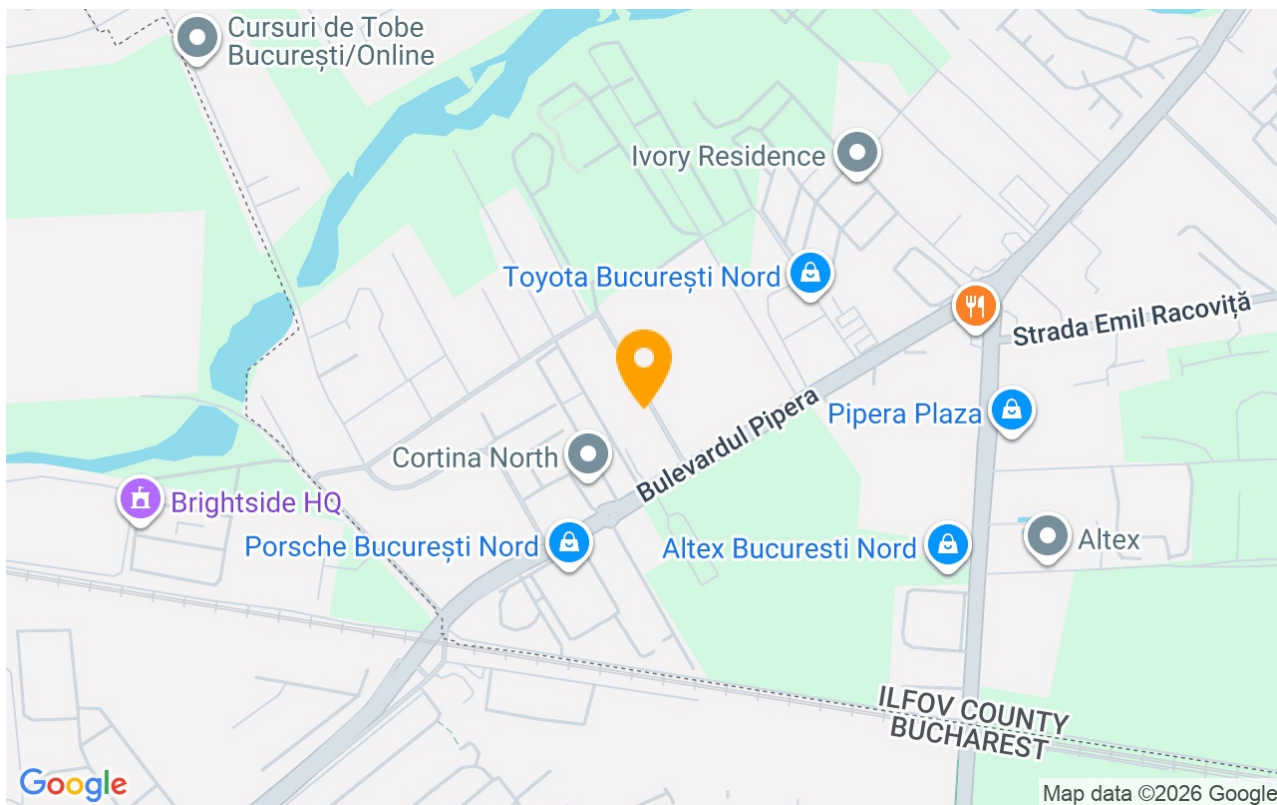 Cursuri de Tobe
București/Online
Ivory Residence
Toyota București Nord
Strada Emil Racoviță
Pipera Plaza
Bulevardul Pipera
Cortina North
Brightside HQ
Porsche București Nord
Altex Bucuresti Nord
Altex
ILFOV COUNTY
BUCHAREST
Google
Map data ©2026 Google